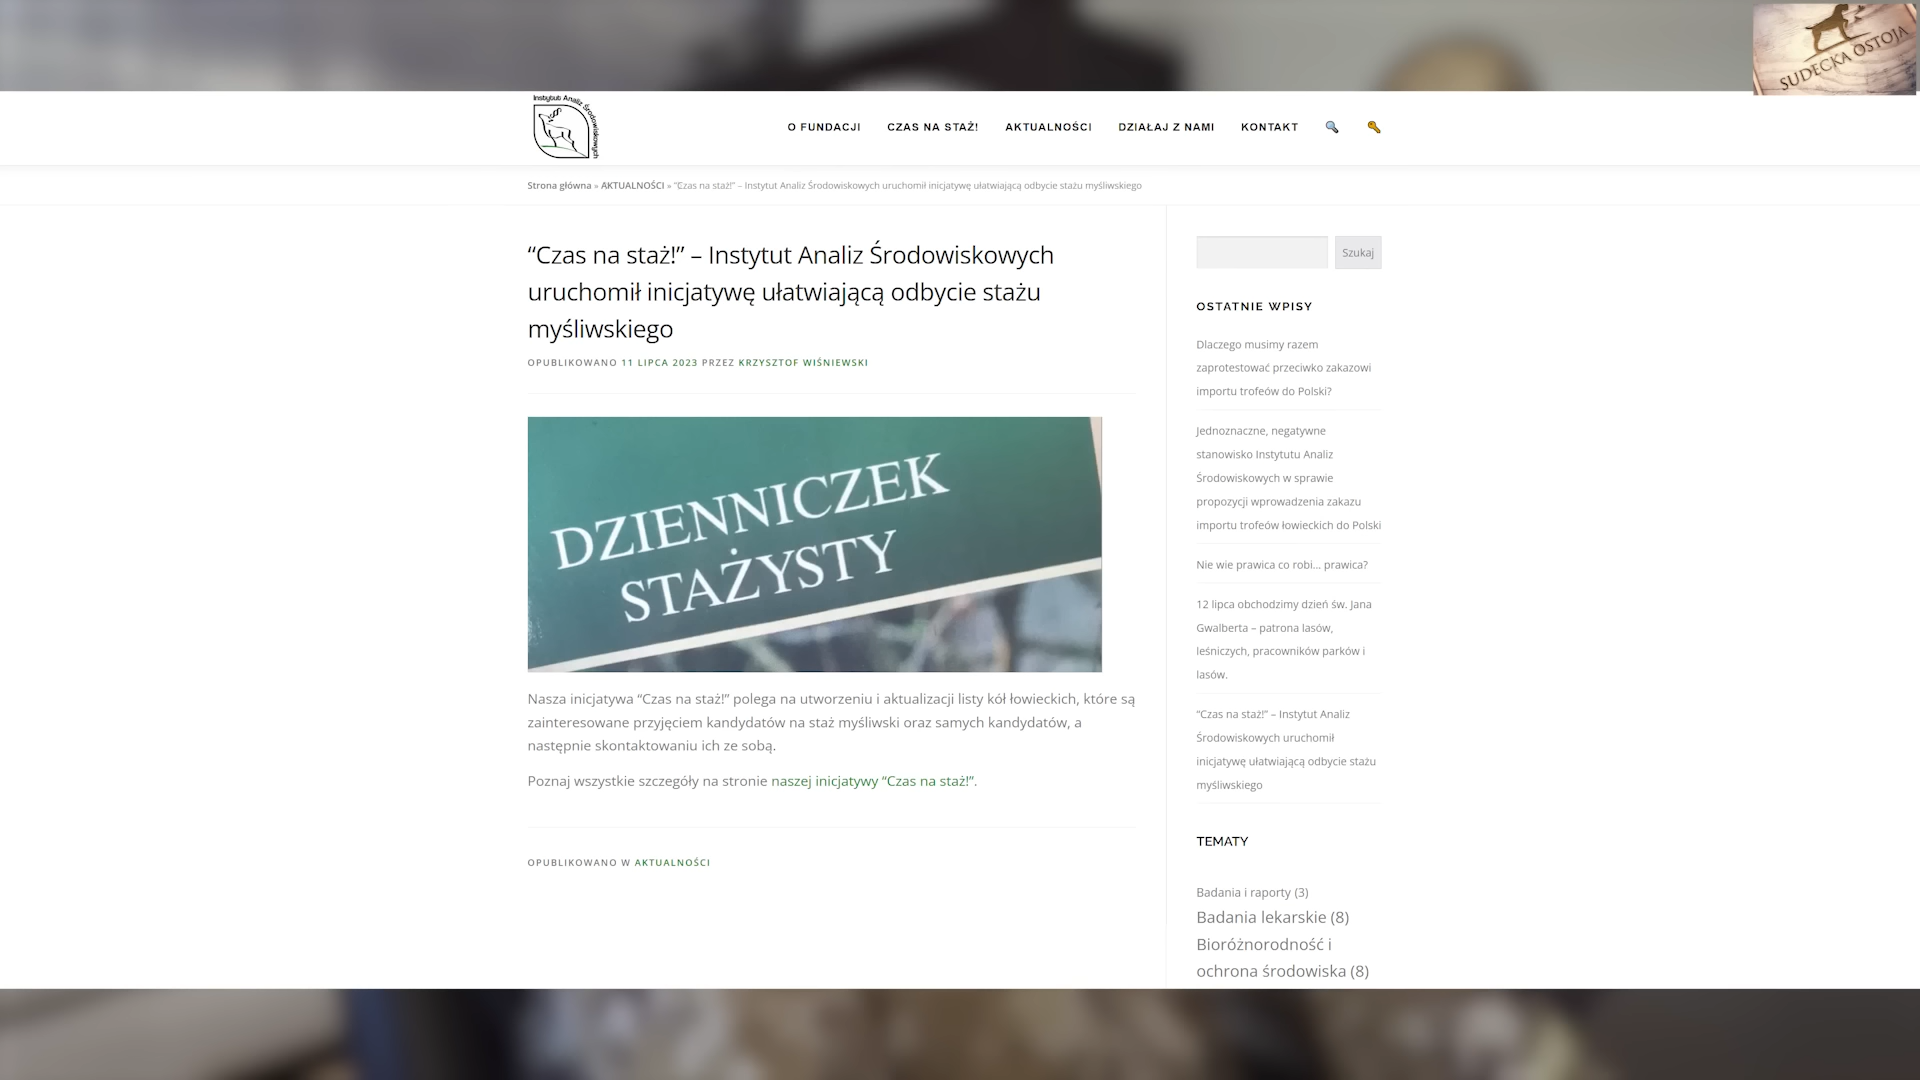 SUDECKA OSTOJA
Instytut Analiz Środowiskowych
O FUNDACJI
CZAS NA STAŻ!
AKTUALNOŚCI
DZIAŁAJ Z NAMI
KONTAKT
Strona główna » AKTUALNOŚCI » “Czas na staż!” – Instytut Analiz Środowiskowych uruchomił inicjatywę ułatwiającą odbycie stażu myśliwskiego
“Czas na staż!” – Instytut Analiz Środowiskowych
uruchomił inicjatywę ułatwiającą odbycie stażu
myśliwskiego
OPUBLIKOWANO 11 LIPCA 2023 PRZEZ KRZYSZTOF WIŚNIEWSKI
DZIENNICZEK
STAŻYSTY
Nasza inicjatywa “Czas na staż!” polega na utworzeniu i aktualizacji listy kół łowieckich, które są
zainteresowane przyjęciem kandydatów na staż myśliwski oraz samych kandydatów, a
następnie skontaktowaniu ich ze sobą.
Poznaj wszystkie szczegóły na stronie naszej inicjatywy “Czas na staż!”.
OPUBLIKOWANO W AKTUALNOŚCI
Szukaj
OSTATNIE WPISY
Dlaczego musimy razem
zaprotestować przeciwko zakazowi
importu trofeów do Polski?
Jednoznaczne, negatywne
stanowisko Instytutu Analiz
Środowiskowych w sprawie
propozycji wprowadzenia zakazu
importu trofeów łowieckich do Polski
Nie wie prawica co robi… prawica?
12 lipca obchodzimy dzień św. Jana
Gwalberta – patrona lasów,
leśniczych, pracowników parków i
lasów.
“Czas na staż!” – Instytut Analiz
Środowiskowych uruchomił
inicjatywę ułatwiającą odbycie stażu
myśliwskiego
TEMATY
Badania i raporty (3)
Badania lekarskie (8)
Bioróżnorodność i
ochrona środowiska (8)